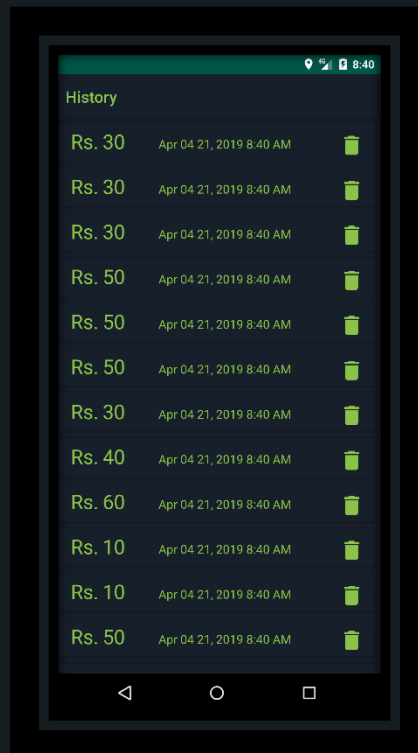 4G 8:40
History
Rs. 30 Apr 04 21, 2019 8:40 AM
Rs. 30 Apr 04 21, 2019 8:40 AM
Rs. 30 Apr 04 21, 2019 8:40 AM
Rs. 50 Apr 04 21, 2019 8:40 AM
Rs. 50 Apr 04 21, 2019 8:40 AM
Rs. 50 Apr 04 21, 2019 8:40 AM
Rs. 30 Apr 04 21, 2019 8:40 AM
Rs. 40 Apr 04 21, 2019 8:40 AM
Rs. 60 Apr 04 21, 2019 8:40 AM
Rs. 10 Apr 04 21, 2019 8:40 AM
Rs. 10 Apr 04 21, 2019 8:40 AM
Rs. 50 Apr 04 21, 2019 8:40 AM